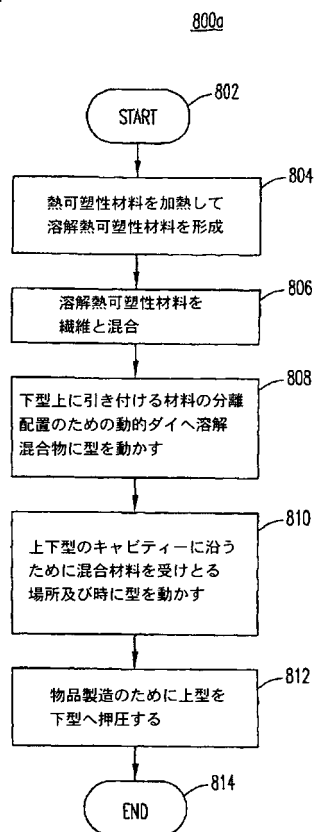 800a
802
START
804
熱可塑性材料を加熱して
溶解熱可塑性材料を形成
806
溶解熱可塑性材料を
繊維と混合
808
下型上に引き付ける材料の分離
配置のための動的ダイへ溶解
混合物に型を動かす
810
上下型のキャビティーに沿う
ために混合材料を受けとる
場所及び時に型を動かす
812
物品製造のために上型を
下型へ押圧する
814
END